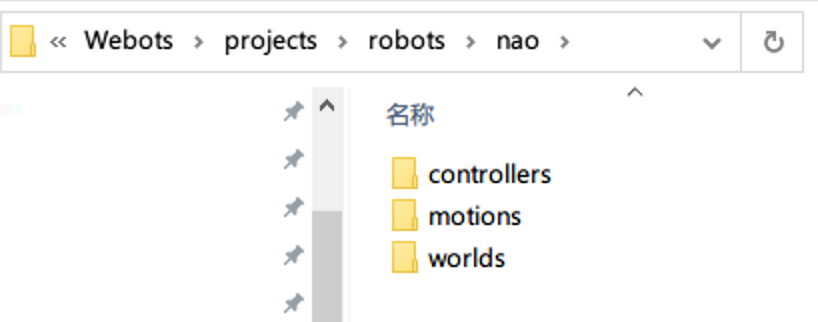 « Webots › projects › robots › nao ›
名称
controllers
motions
worlds